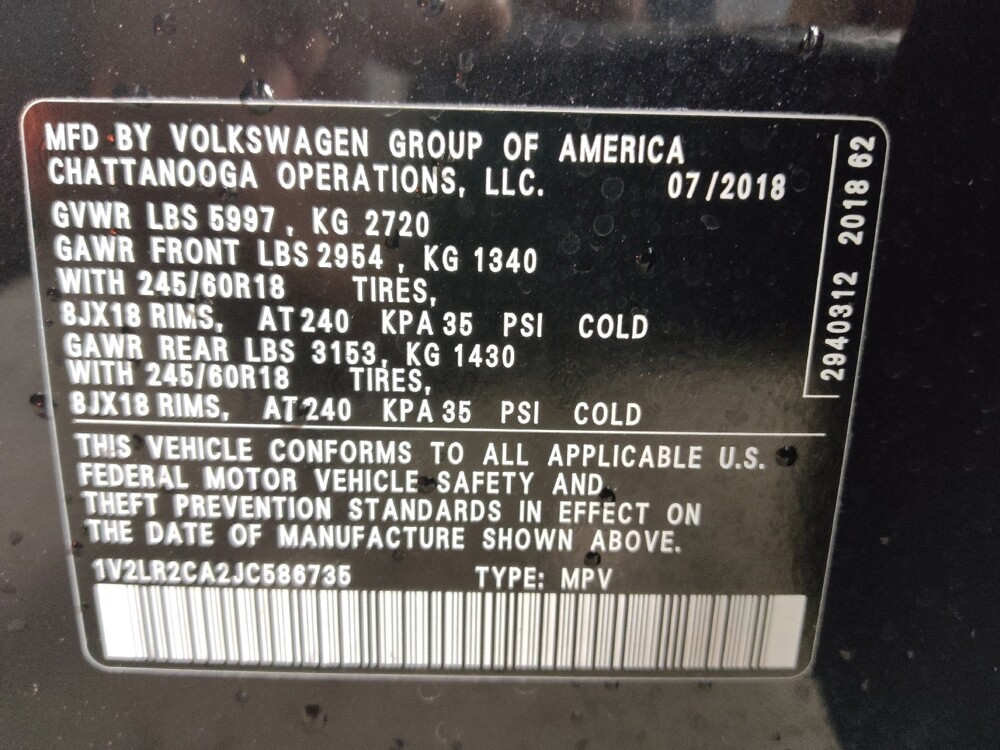 MFD BY VOLKSWAGEN GROUP OF AMERICA
CHATTANOOGA OPERATIONS, LLC. 07/2018
GVWR LBS 5997, KG 2720
GAWR FRONT LBS 2954, KG 1340
WITH 245/60R18 TIRES,
8JX18 RIMS, AT 240 KPA 35 PSI COLD
GAWR REAR LBS 3153, KG 1430
WITH 245/60R18 TIRES,
8JX18 RIMS, AT 240 KPA 35 PSI COLD
THIS VEHICLE CONFORMS TO ALL APPLICABLE U.S.
FEDERAL MOTOR VEHICLE SAFETY AND
THEFT PREVENTION STANDARDS IN EFFECT ON
THE DATE OF MANUFACTURE SHOWN ABOVE.
1V2LR2CA2JC586735 TYPE: MPV
2940312 2018 62